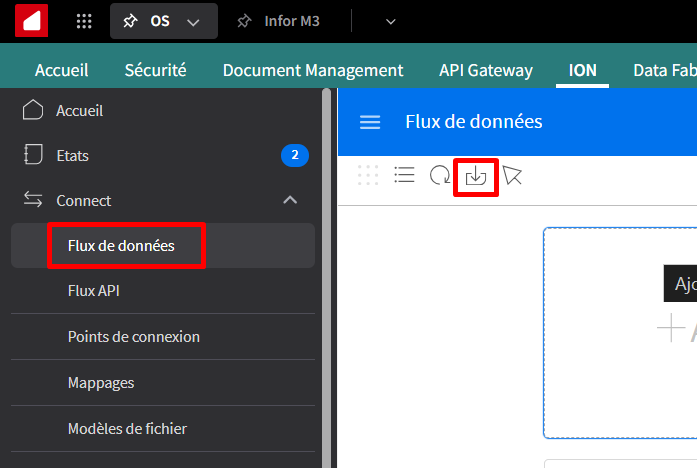 OS Infor M3
Accueil Sécurité Document Management API Gateway ION Data Fab
Accueil
Etats 2
Connect
Flux de données
Flux API
Points de connexion
Mappages
Modèles de fichier
Flux de données
Ajo